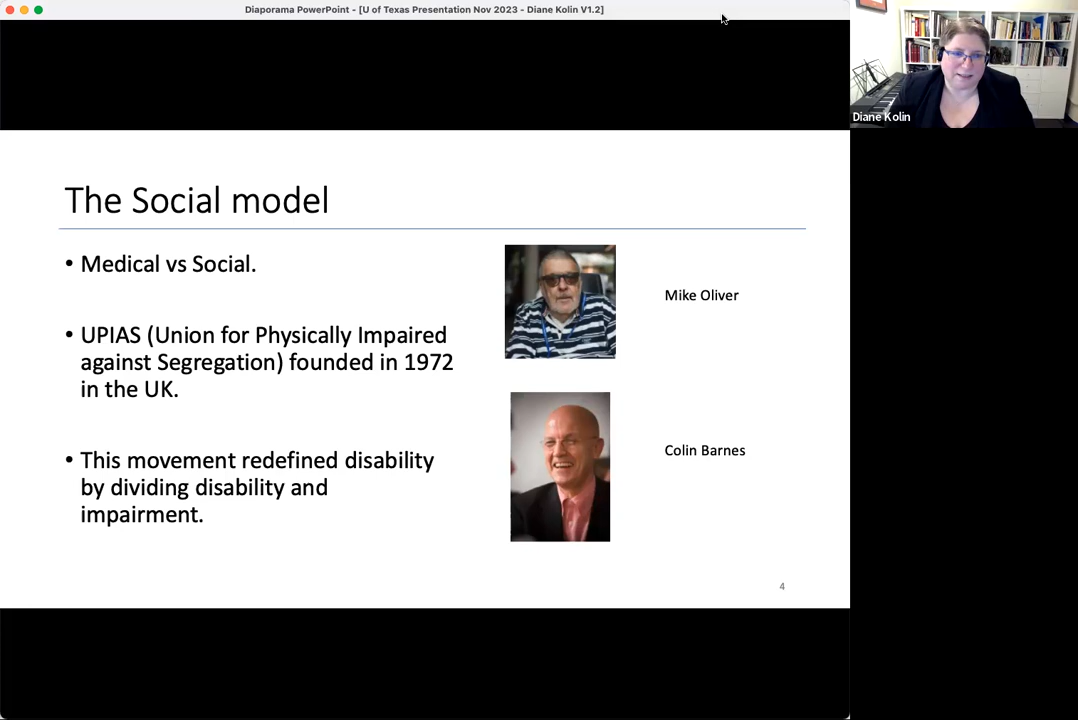 Diaporama PowerPoint - [U of Texas Presentation Nov 2023 - Diane Kolin V1.2]
Diane Kolin
The Social model
• Medical vs Social.
• UPIAS (Union for Physically Impaired
against Segregation) founded in 1972
in the UK.
• This movement redefined disability
by dividing disability and
impairment.
Mike Oliver
Colin Barnes
4